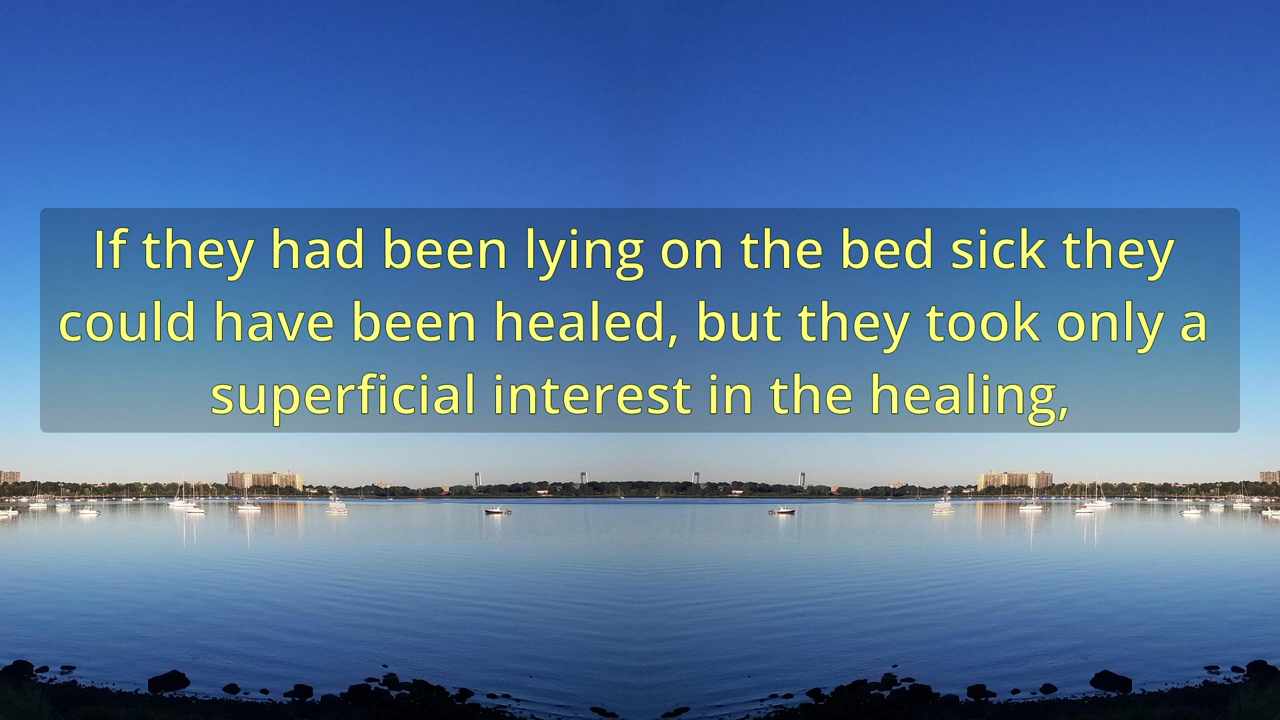 If they had been lying on the bed sick they
could have been healed, but they took only a
superficial interest in the healing,